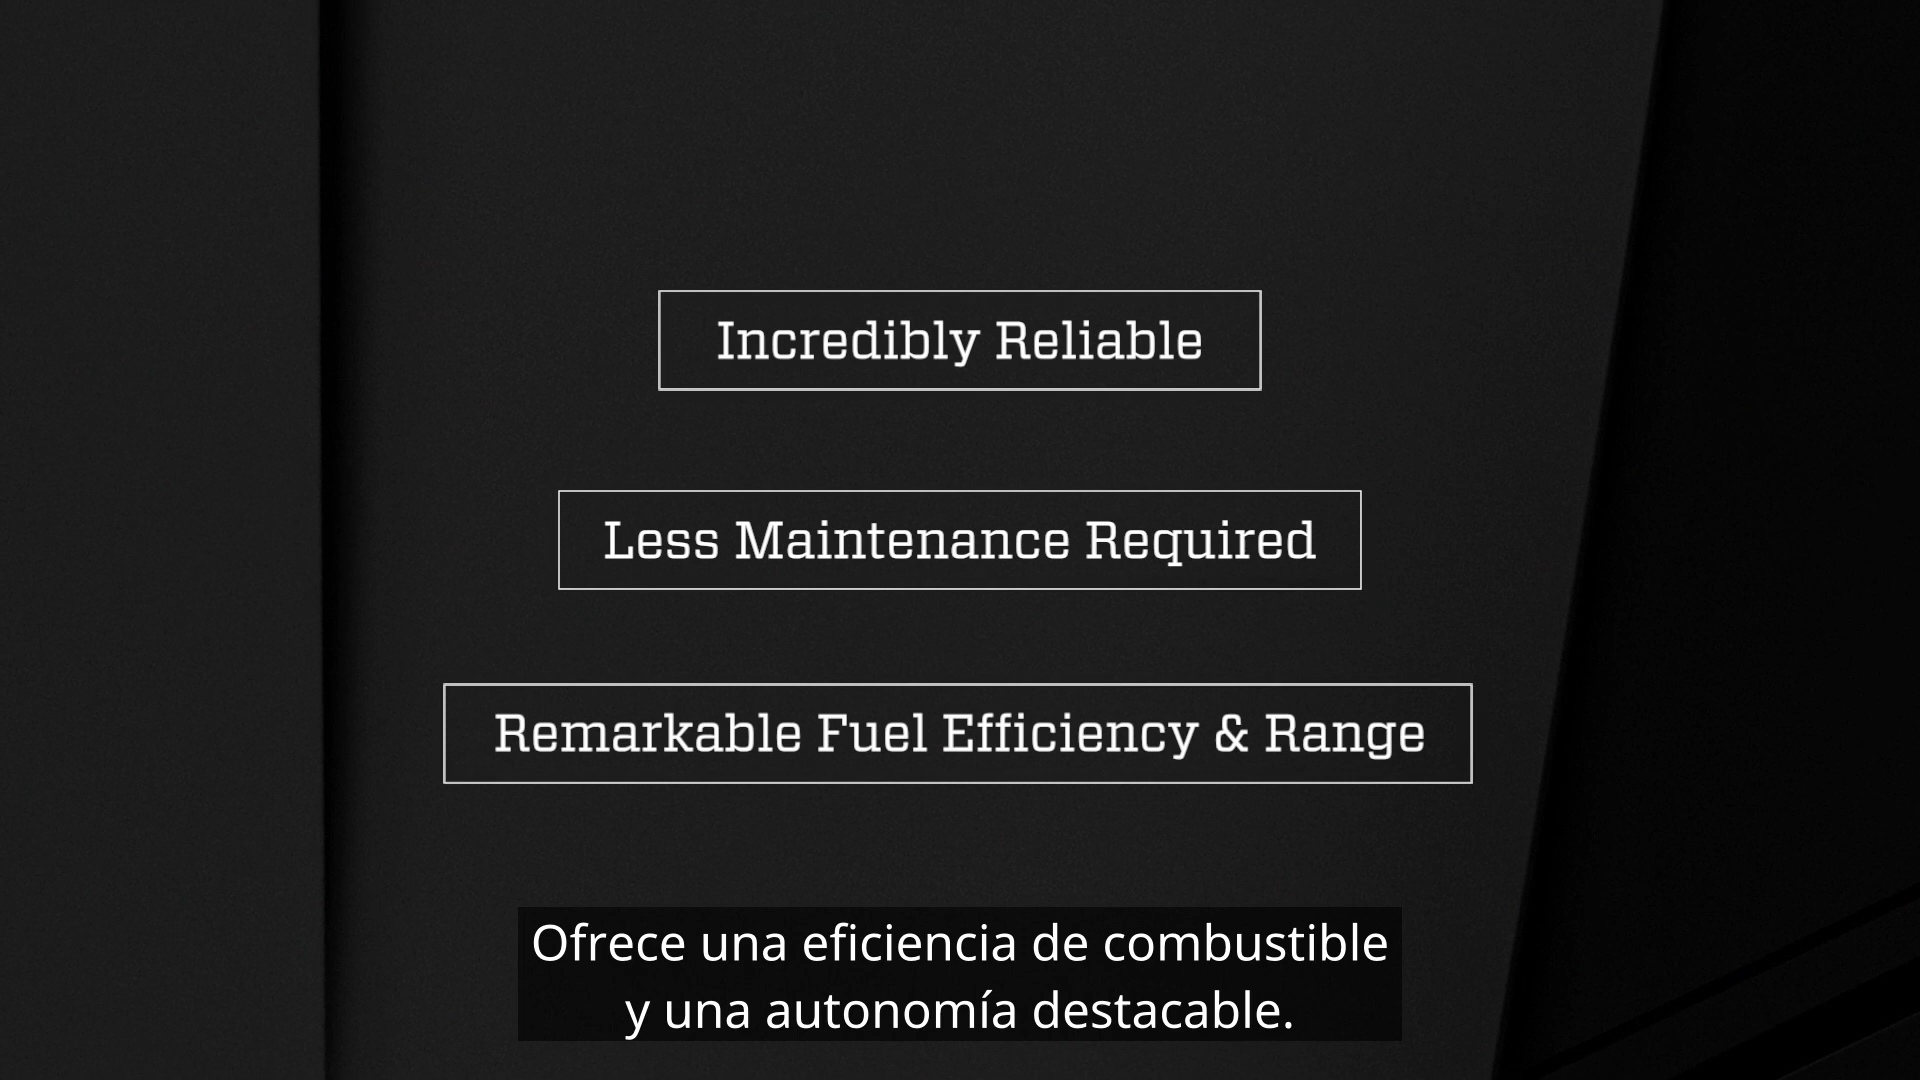 Incredibly Reliable
Less Maintenance Required
Remarkable Fuel Efficiency & Range
Ofrece una eficiencia de combustible
y una autonomía destacable.